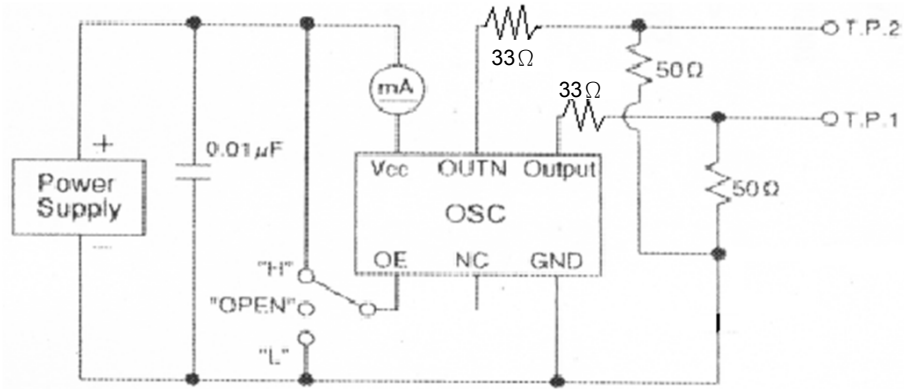 33Ω
T.P.2
50Ω
33Ω
T.P.1
mA
+
0.01μF
Power
Supply
Vcc OUTN Output
OSC
50Ω
OE NC GND
"H"
"OPEN"
"L"